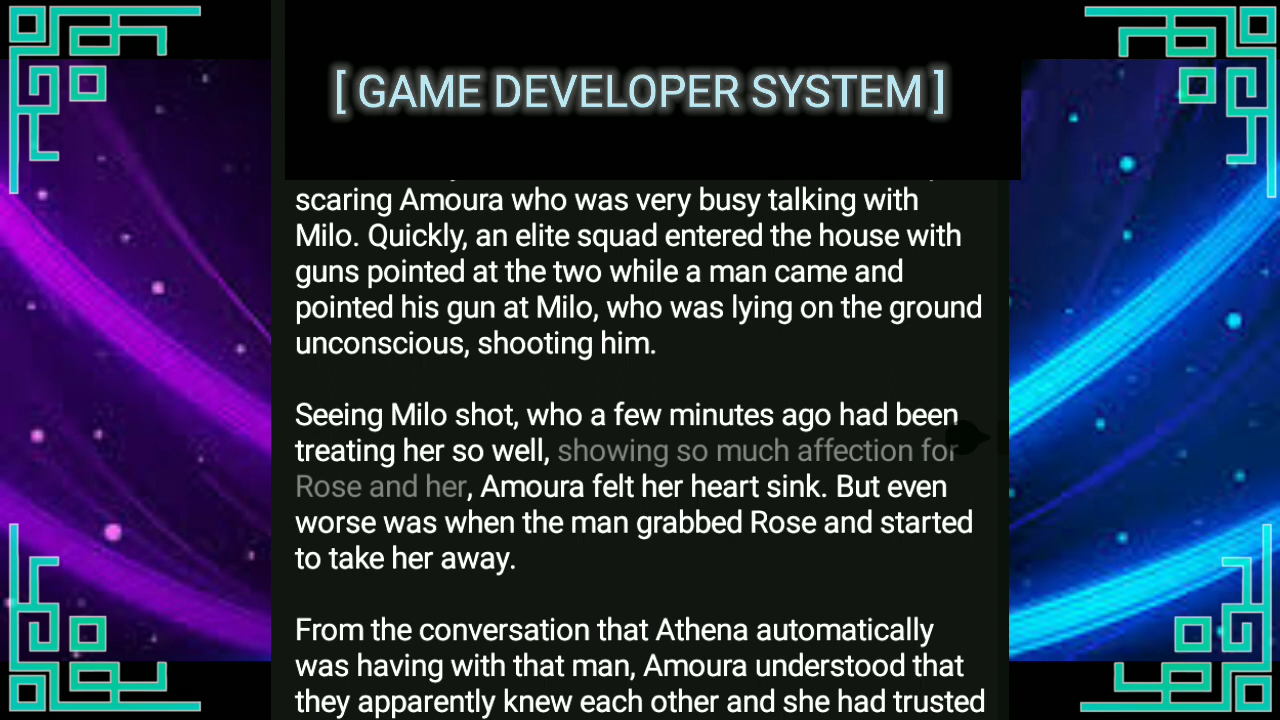 [ GAME DEVELOPER SYSTEM ]
scaring Amoura who was very busy talking with
Milo. Quickly, an elite squad entered the house with
guns pointed at the two while a man came and
pointed his gun at Milo, who was lying on the ground
unconscious, shooting him.
Seeing Milo shot, who a few minutes ago had been
treating her so well, showing so much affection for
Rose and her, Amoura felt her heart sink. But even
worse was when the man grabbed Rose and started
to take her away.
From the conversation that Athena automatically
was having with that man, Amoura understood that
they apparently knew each other and she had trusted